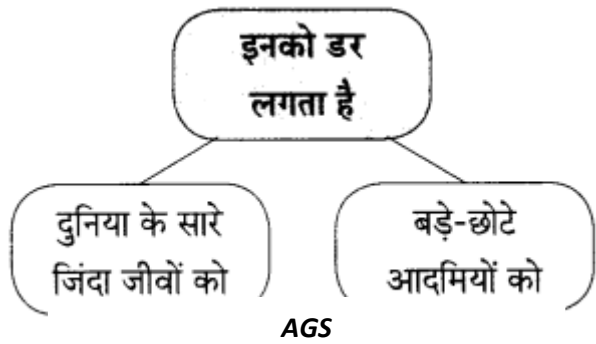 इनको डर
लगता है
दुनिया के सारे
जिंदा जीवों को
बड़े-छोटे
आदमियों को
AGS